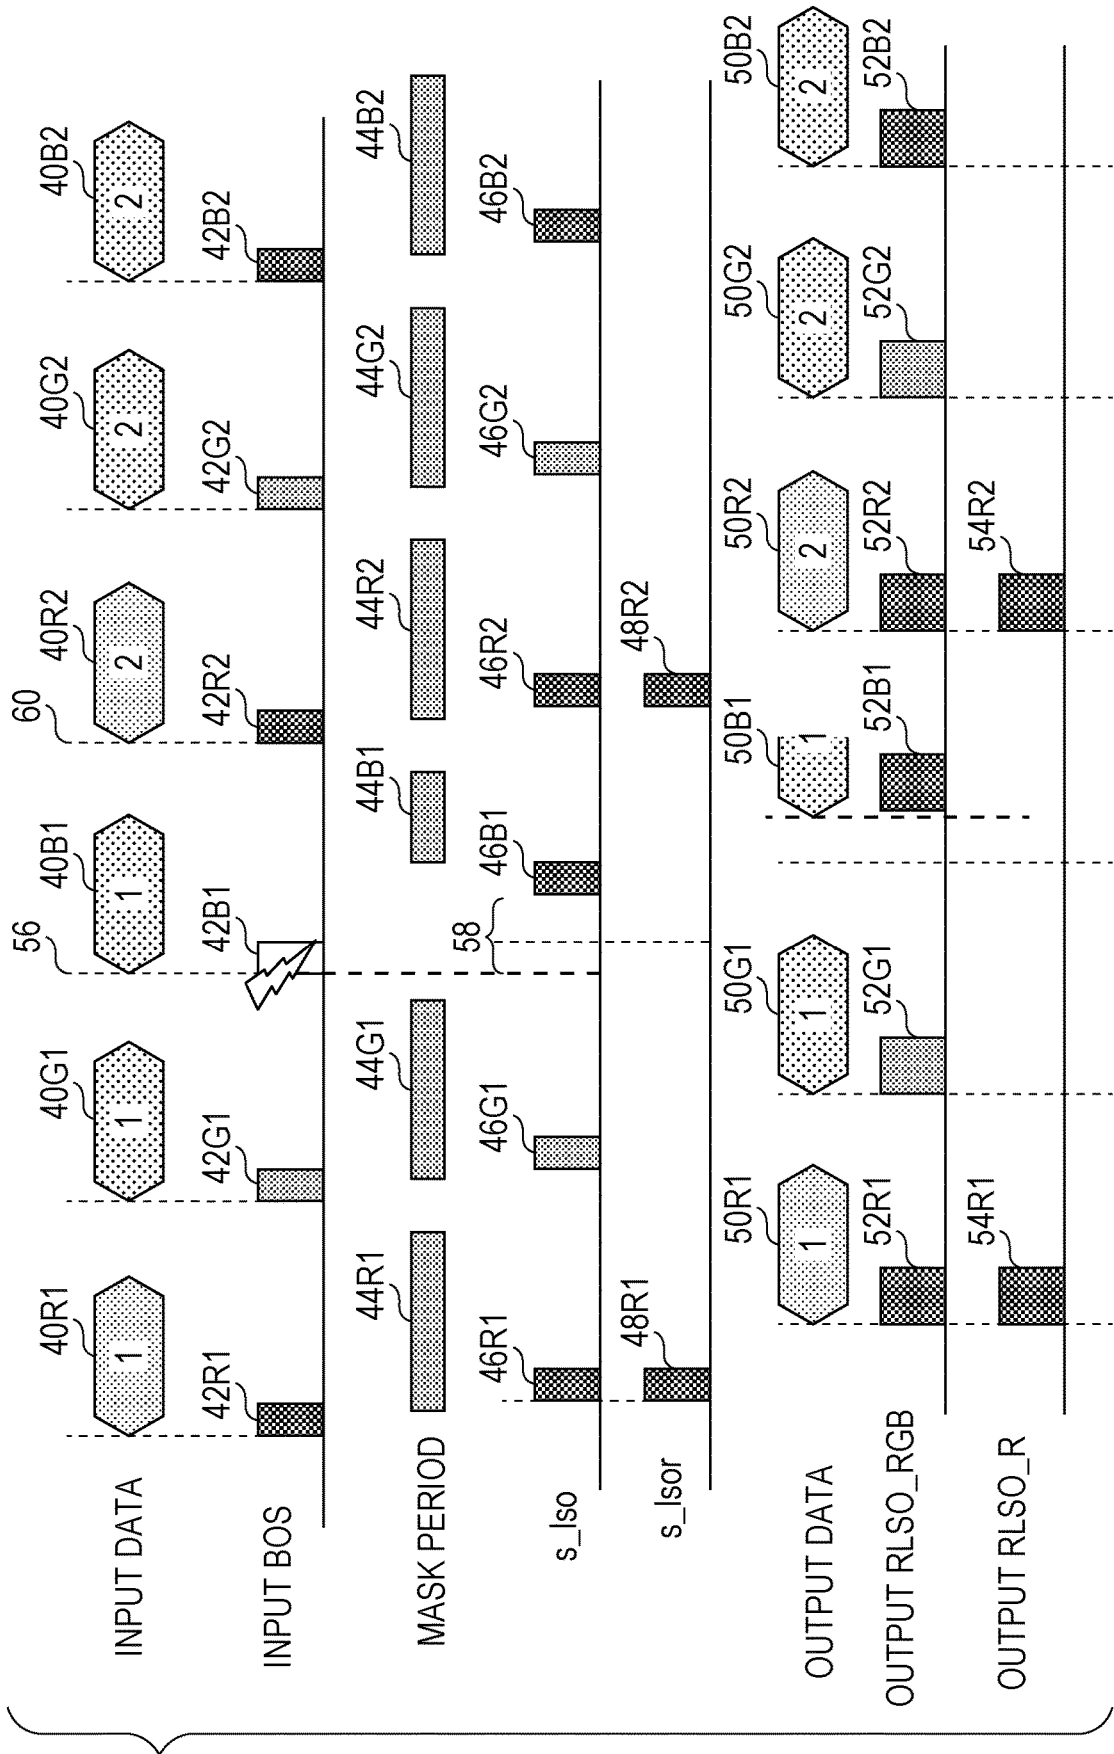 60
56
40R1 40G1 40B1 40R2 40G2 40B2
INPUT DATA 1 1 1 2 2 2
42R1 42G1 42B1 42R2 42G2 42B2
INPUT BOS
44R1 44G1 44B1 44R2 44G2 44B2
MASK PERIOD
58
46R1 46G1 46B1 46R2 46G2 46B2
s_lso
48R1 48R2
s_lsor
50R1 50G1 50B1 50R2 50G2 50B2
OUTPUT DATA 1 1 1 2 2 2
52R1 52G1 52B1 52R2 52G2 52B2
OUTPUT RLSO_RGB
54R1 54R2
OUTPUT RLSO_R